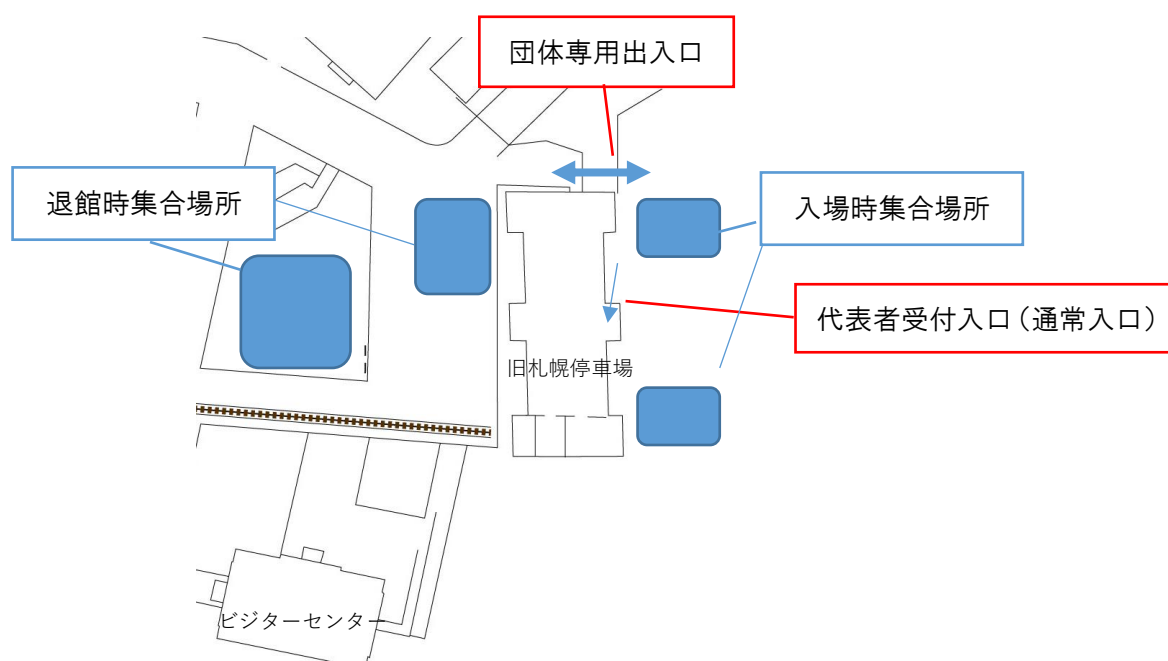 団体専用出入口
退館時集合場所
入場時集合場所
代表者受付入口（通常入口）
旧札幌停車場
ビジターセンター